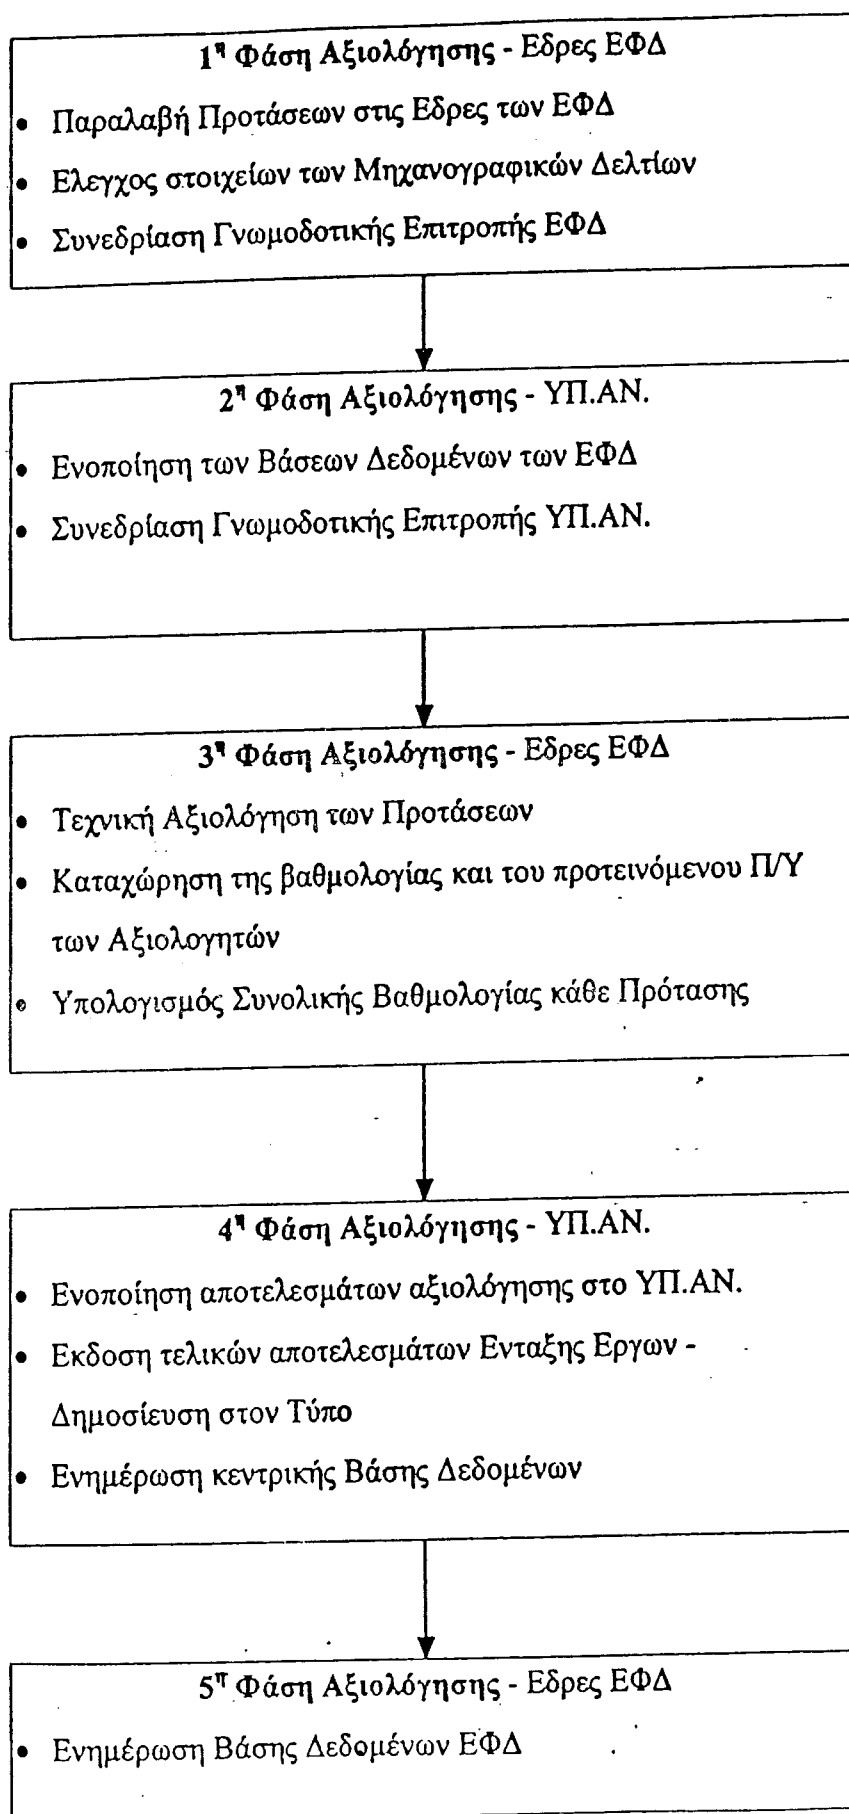 1η Φάση Αξιολόγησης - Εδρες ΕΦΔ
• Παραλαβή Προτάσεων στις Εδρες των ΕΦΔ
• Ελεγχος στοιχείων των Μηχανογραφικών Δελτίων
• Συνεδρίαση Γνωμοδοτικής Επιτροπής ΕΦΔ
2η Φάση Αξιολόγησης - ΥΠ.ΑΝ.
• Ενοποίηση των Βάσεων Δεδομένων των ΕΦΔ
• Συνεδρίαση Γνωμοδοτικής Επιτροπής ΥΠ.ΑΝ.
3η Φάση Αξιολόγησης - Εδρες ΕΦΔ
• Τεχνική Αξιολόγηση των Προτάσεων
• Καταχώρηση της βαθμολογίας και του προτεινόμενου Π/Υ
των Αξιολογητών
• Υπολογισμός Συνολικής Βαθμολογίας κάθε Πρότασης
4η Φάση Αξιολόγησης - ΥΠ.ΑΝ.
• Ενοποίηση αποτελεσμάτων αξιολόγησης στο ΥΠ.ΑΝ.
• Εκδοση τελικών αποτελεσμάτων Ενταξης Εργων -
Δημοσίευση στον Τύπο
• Ενημέρωση κεντρικής Βάσης Δεδομένων
5η Φάση Αξιολόγησης - Εδρες ΕΦΔ
• Ενημέρωση Βάσης Δεδομένων ΕΦΔ